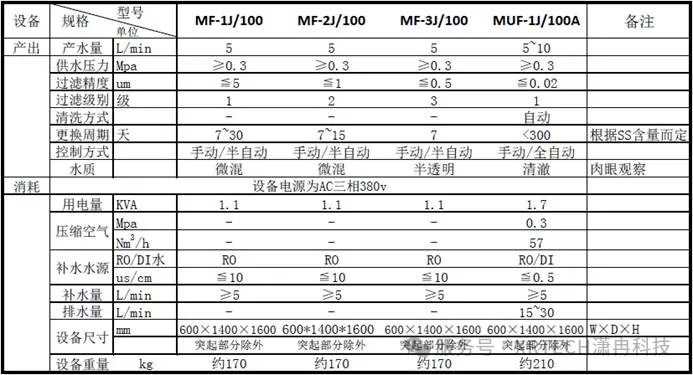 设备 规格 型号 单位 MF-1J/100 MF-2J/100 MF-3J/100 MUF-1J/100A 备注
产出 产水量 L/min 5 5 5 5~10
供水压力 Mpa ≥0.3 ≥0.3 ≥0.3 ≥0.3
过滤精度 um ≦5 ≦1 ≦0.5 ≦0.02
过滤级别 级 1 2 3 1
清洗方式 - - - 自动
更换周期 天 7~30 7~15 7 <300 根据SS含量而定
控制方式 手动/半自动 手动/半自动 手动/半自动 手动/全自动
水质 微混 微混 半透明 清澈 肉眼观察
消耗 设备电源为AC三相380v
用电量 KVA 1.1 1.1 1.1 1.7
压缩空气 Mpa - - - 0.3
Nm³/h - - - 57
补水水源 RO/DI水 RO RO RO RO/DI
us/cm ≦10 ≦10 ≦10 ≦0.5
补水量 L/min ≥5 ≥5 ≥5 ≥5
排水量 L/min - - - 15~30
设备尺寸 mm 600×1400×1600 600*1400*1600 600×1400×1600 600×1400×1600 W×D×H
突起部分除外 突起部分除外 突起部分除外 突起部分除外
设备重量 kg 约170 约170 约170 约210
服务号 · 潇冉科技